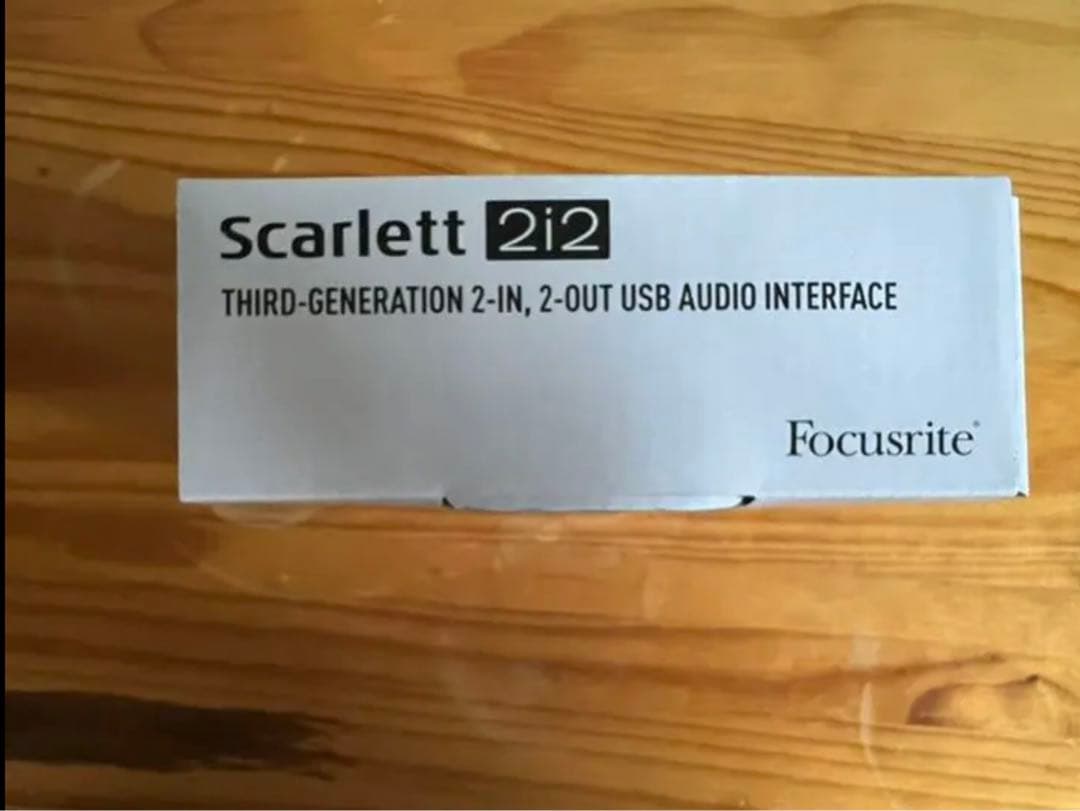 Scarlett 2i2
THIRD-GENERATION 2-IN, 2-OUT USB AUDIO INTERFACE
Focusrite®